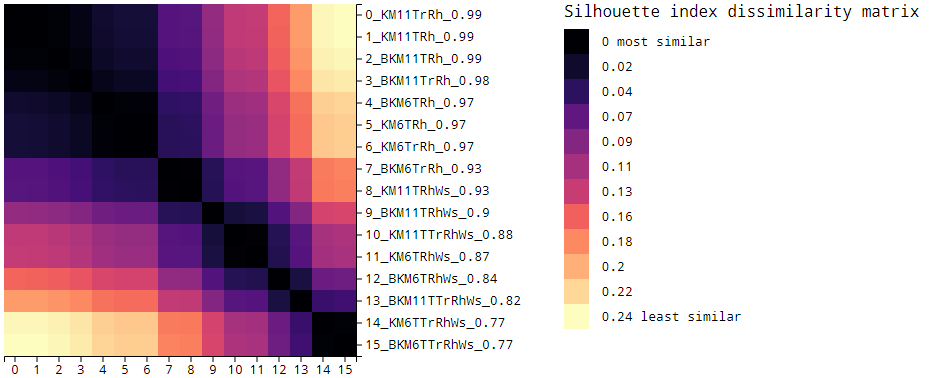 Silhouette index dissimilarity matrix
0_KM11TrRh_0.99
1_KM11TRh_0.99
2_BKM11TRh_0.99
3_BKM11TrRh_0.98
4_BKM6TRh_0.97
5_KM6TRh_0.97
6_KM6TrRh_0.97
7_BKM6TrRh_0.93
8_KM11TRhWs_0.93
9_BKM11TRhWs_0.9
10_KM11TTrRhWs_0.88
11_KM6TRhWs_0.87
12_BKM6TRhWs_0.84
13_BKM11TTrRhWs_0.82
14_KM6TTrRhWs_0.77
15_BKM6TTrRhWs_0.77
0 1 2 3 4 5 6 7 8 9 10 11 12 13 14 15
0 most similar
0.02
0.04
0.07
0.09
0.11
0.13
0.16
0.18
0.2
0.22
0.24 least similar